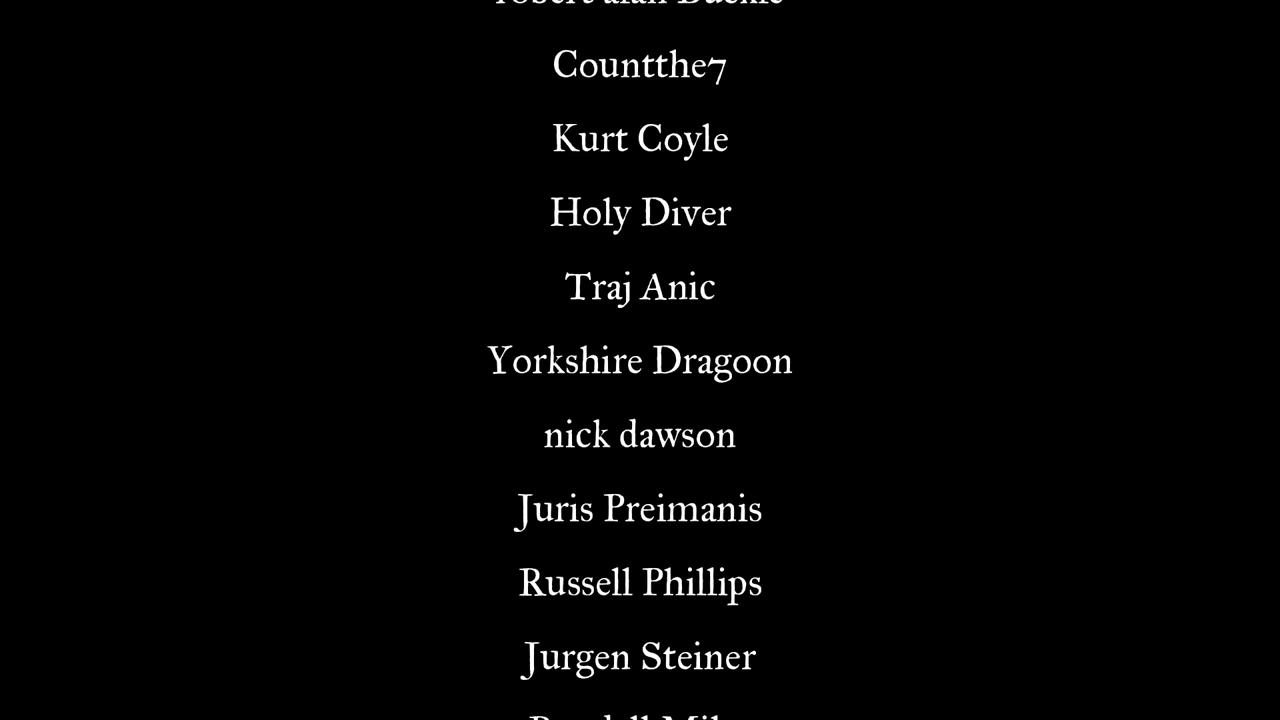 Countthe7
Kurt Coyle
Holy Diver
Traj Anic
Yorkshire Dragoon
nick dawson
Juris Preimanis
Russell Phillips
Jurgen Steiner